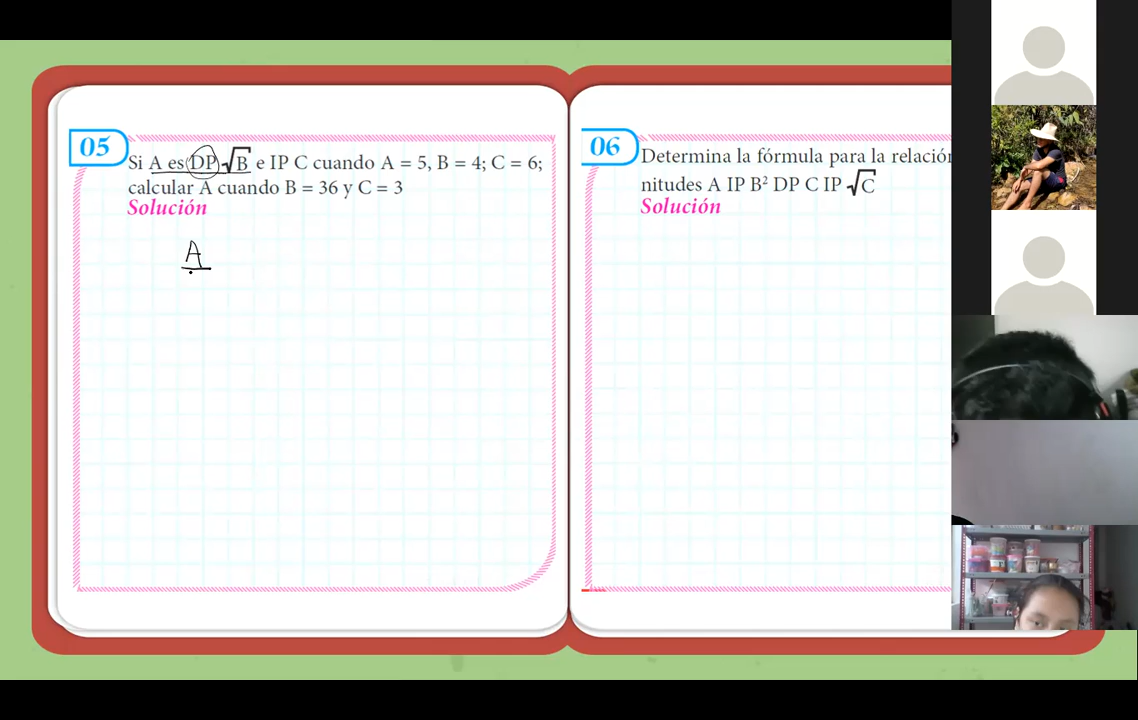 05
Si A es DP √B e IP C cuando A = 5, B = 4; C = 6;
calcular A cuando B = 36 y C = 3
Solución
A
06
Determina la fórmula para la relación
nitudes A IP B² DP C IP √C
Solución